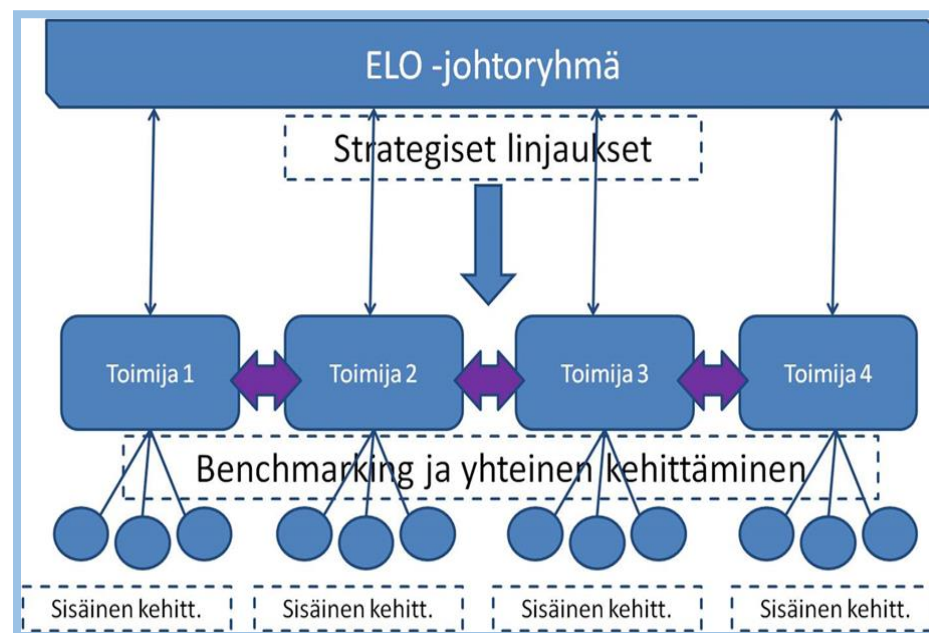 ELO -johtoryhmä
Strategiset linjaukset
Toimija 1
Toimija 2
Toimija 3
Toimija 4
Benchmarking ja yhteinen kehittäminen
Sisäinen kehitt.
Sisäinen kehitt.
Sisäinen kehitt.
Sisäinen kehitt.